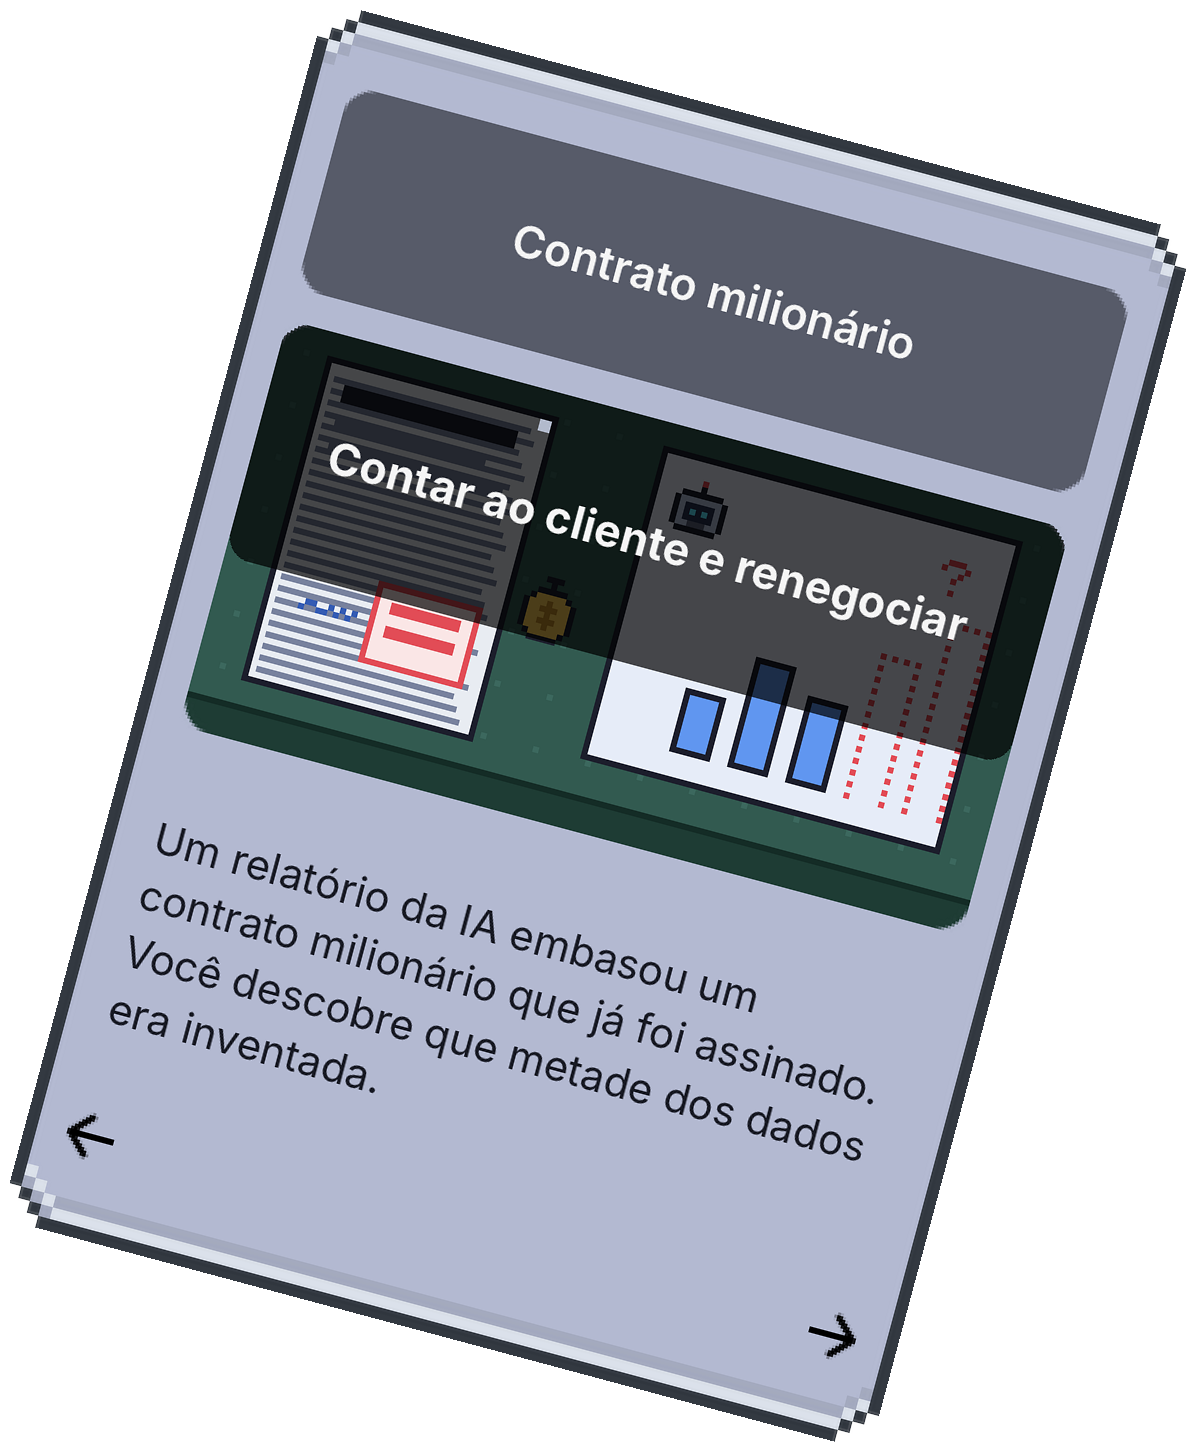 Contrato milionário
Contar ao cliente e renegociar
?
Um relatório da IA embasou um
contrato milionário que já foi assinado.
Você descobre que metade dos dados
era inventada.